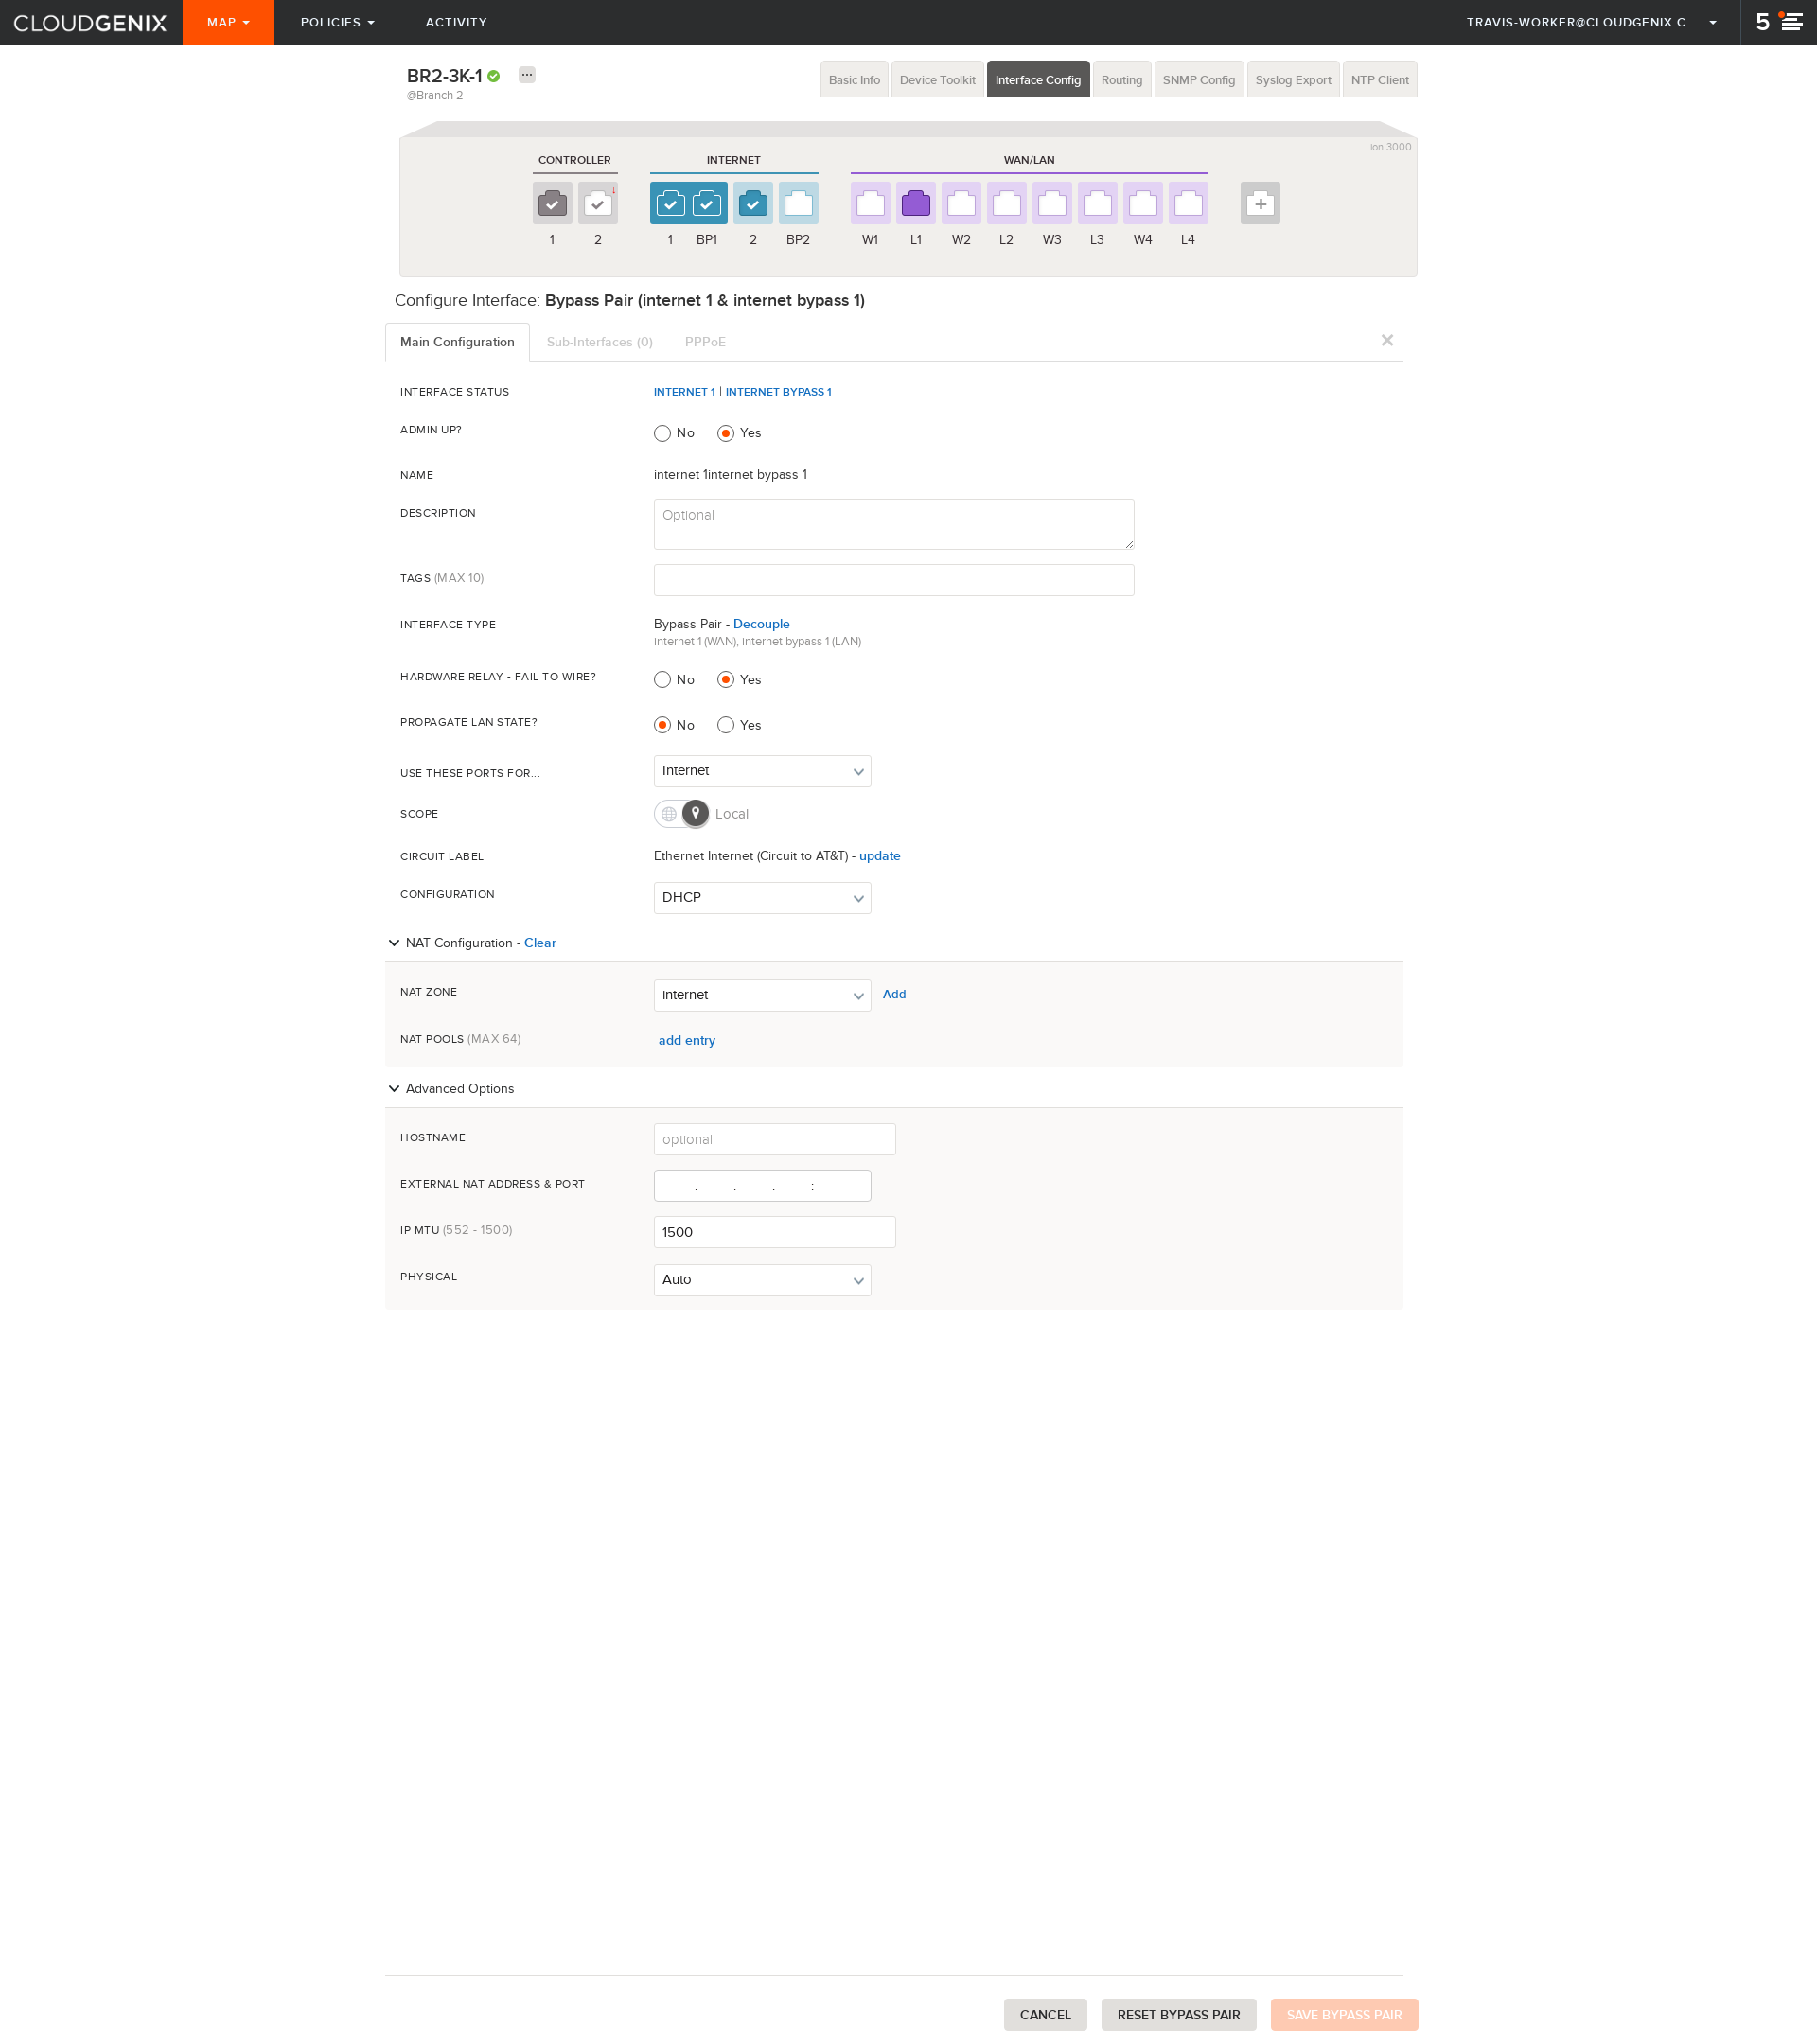 CLOUDGENIX MAP POLICIES ACTIVITY TRAVIS-WORKER@CLOUDGENIX.C... 5
BR2-3K-1 ...
@Branch 2
Basic Info Device Toolkit Interface Config Routing SNMP Config Syslog Export NTP Client
ion 3000
CONTROLLER INTERNET WAN/LAN
1 2 1 BP1 2 BP2 W1 L1 W2 L2 W3 L3 W4 L4
Configure Interface: Bypass Pair (internet 1 & internet bypass 1)
Main Configuration Sub-Interfaces (0) PPPoE
INTERFACE STATUS INTERNET 1 | INTERNET BYPASS 1
ADMIN UP? No Yes
NAME internet 1internet bypass 1
DESCRIPTION Optional
TAGS (MAX 10)
INTERFACE TYPE Bypass Pair - Decouple
internet 1 (WAN), internet bypass 1 (LAN)
HARDWARE RELAY - FAIL TO WIRE? No Yes
PROPAGATE LAN STATE? No Yes
USE THESE PORTS FOR... Internet
SCOPE Local
CIRCUIT LABEL Ethernet Internet (Circuit to AT&T) - update
CONFIGURATION DHCP
NAT Configuration - Clear
NAT ZONE internet Add
NAT POOLS (MAX 64) add entry
Advanced Options
HOSTNAME optional
EXTERNAL NAT ADDRESS & PORT . . . :
IP MTU (552 - 1500) 1500
PHYSICAL Auto
CANCEL RESET BYPASS PAIR SAVE BYPASS PAIR